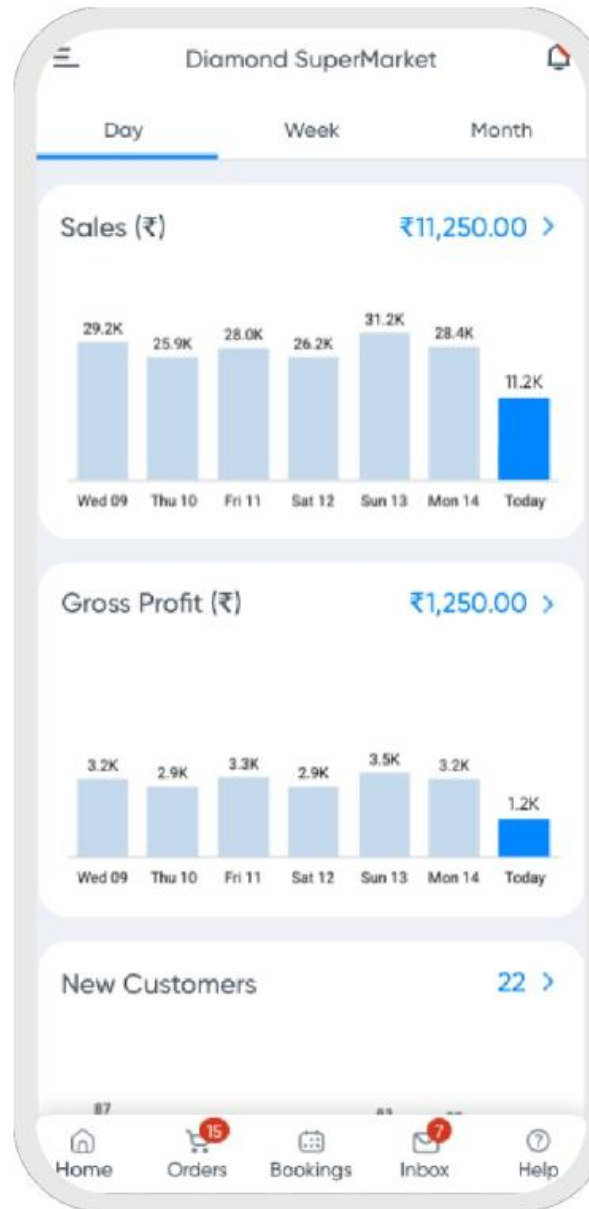 Diamond SuperMarket
Day Week Month
Sales (₹) ₹11,250.00 >
29.2K 25.9K 28.0K 26.2K 31.2K 28.4K 11.2K
Wed 09 Thu 10 Fri 11 Sat 12 Sun 13 Mon 14 Today
Gross Profit (₹) ₹1,250.00 >
3.2K 2.9K 3.3K 2.9K 3.5K 3.2K 1.2K
Wed 09 Thu 10 Fri 11 Sat 12 Sun 13 Mon 14 Today
New Customers 22 >
87
15 7
Home Orders Bookings Inbox Help